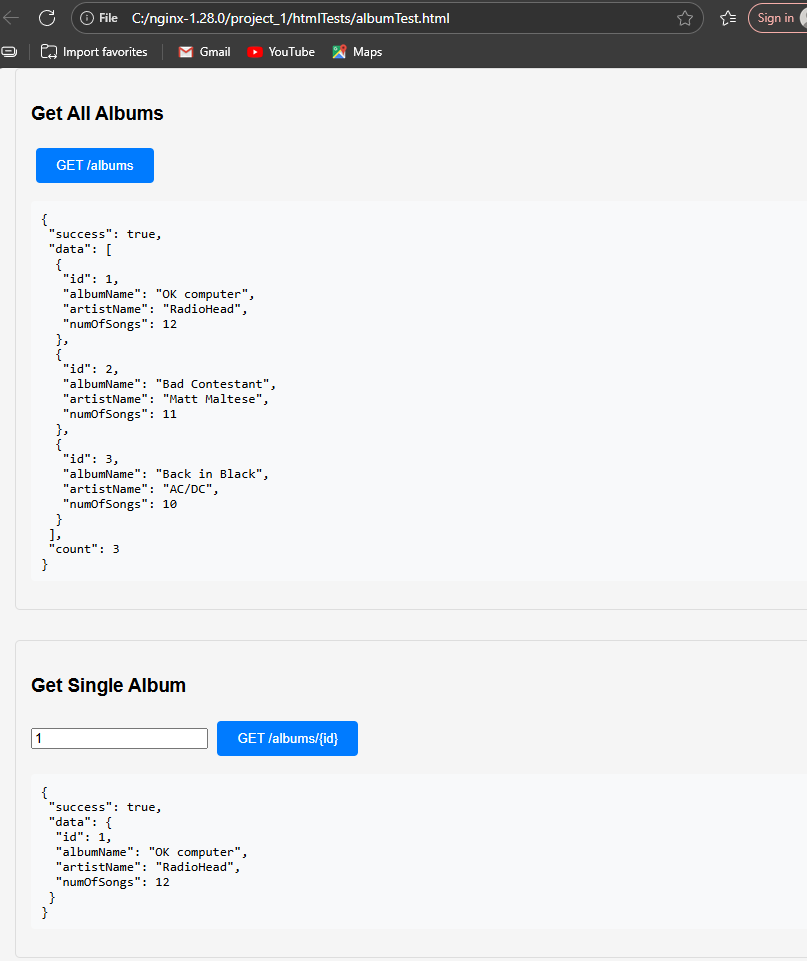 File C:/nginx-1.28.0/project_1/htmlTests/albumTest.html Sign in
Import favorites Gmail YouTube Maps
Get All Albums
GET /albums
{
"success": true,
"data": [
{
"id": 1,
"albumName": "OK computer",
"artistName": "RadioHead",
"numOfSongs": 12
},
{
"id": 2,
"albumName": "Bad Contestant",
"artistName": "Matt Maltese",
"numOfSongs": 11
},
{
"id": 3,
"albumName": "Back in Black",
"artistName": "AC/DC",
"numOfSongs": 10
}
],
"count": 3
}
Get Single Album
1 GET /albums/{id}
{
"success": true,
"data": {
"id": 1,
"albumName": "OK computer",
"artistName": "RadioHead",
"numOfSongs": 12
}
}